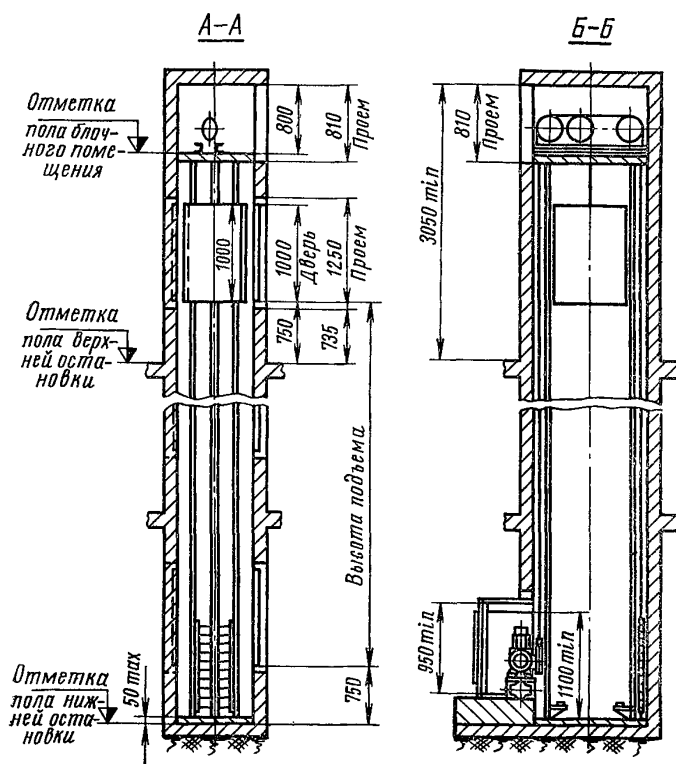 А–А
Б–Б
Отметка
пола блоч-
ного поме-
щения
800
810
Проем
810
Проем
3050 min
1000
1000
Дверь
1250
Проем
Отметка
пола верх-
ней оста-
новки
750
735
Высота подъема
Отметка
пола ниж-
ней оста-
новки
50 max
750
950 min
1100 min